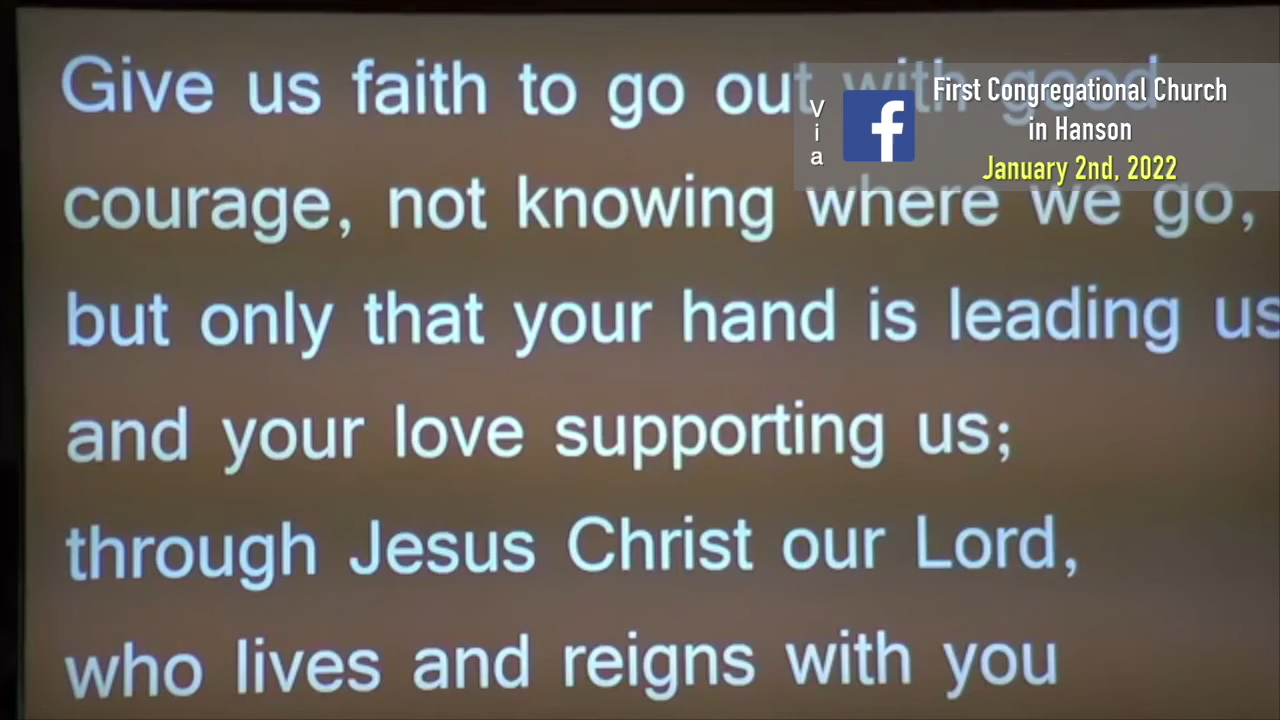 Give us faith to go out with good
courage, not knowing where we go,
but only that your hand is leading us
and your love supporting us;
through Jesus Christ our Lord,
who lives and reigns with you
Via
f
First Congregational Church
in Hanson
January 2nd, 2022